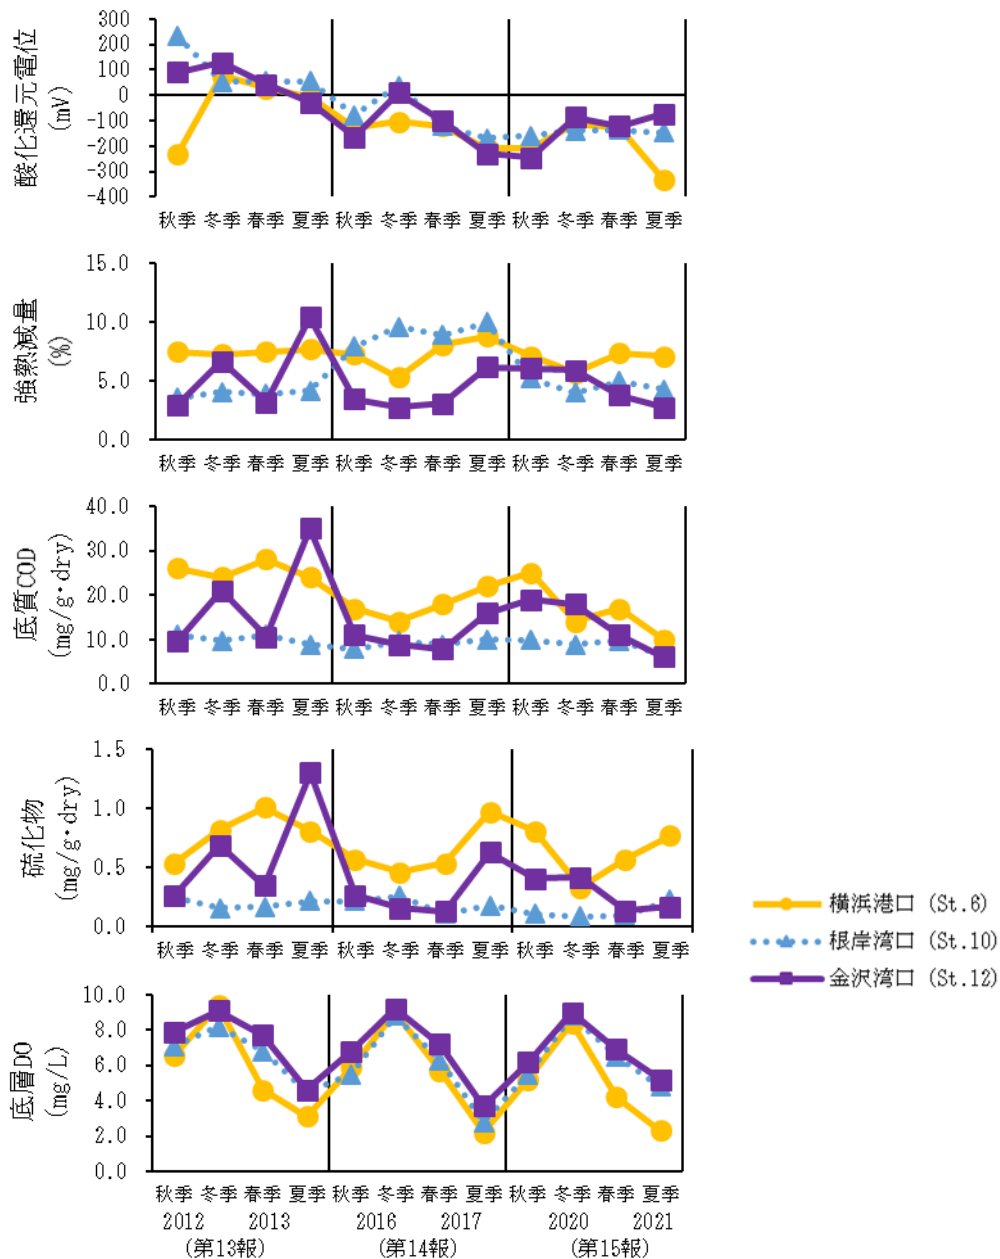 300
200
100
0
-100
-200
-300
-400
酸化還元電位
(mV)
秋季 冬季 春季 夏季 秋季 冬季 春季 夏季 秋季 冬季 春季 夏季
15.0
10.0
5.0
0.0
強熱減量
(%)
秋季 冬季 春季 夏季 秋季 冬季 春季 夏季 秋季 冬季 春季 夏季
40.0
30.0
20.0
10.0
0.0
底質COD
(mg/g・dry)
秋季 冬季 春季 夏季 秋季 冬季 春季 夏季 秋季 冬季 春季 夏季
1.5
1.0
0.5
0.0
硫化物
(mg/g・dry)
秋季 冬季 春季 夏季 秋季 冬季 春季 夏季 秋季 冬季 春季 夏季
横浜港口 (St.6)
根岸湾口 (St.10)
金沢湾口 (St.12)
10.0
8.0
6.0
4.0
2.0
0.0
底層DO
(mg/L)
秋季 冬季 春季 夏季 秋季 冬季 春季 夏季 秋季 冬季 春季 夏季
2012 2013 2016 2017 2020 2021
(第13報) (第14報) (第15報)